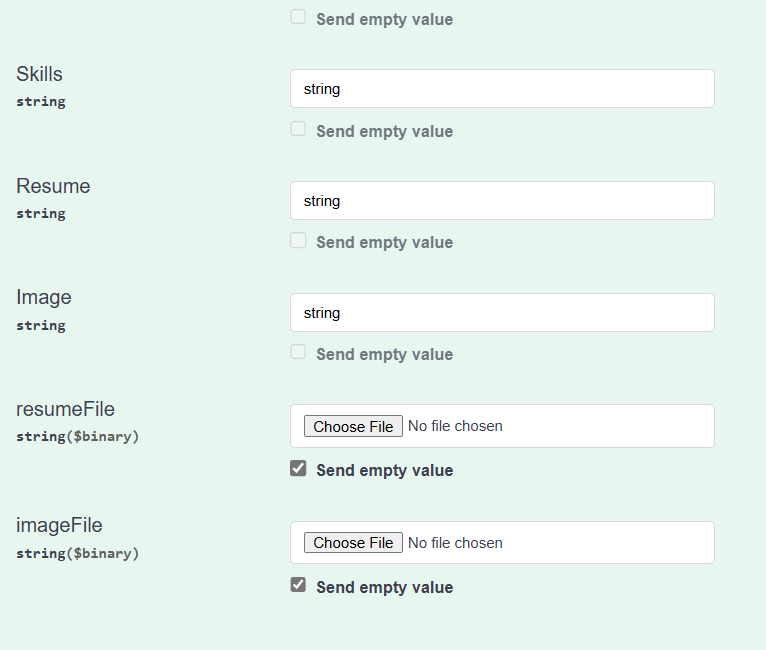 Send empty value
Skills
string
string
Send empty value
Resume
string
string
Send empty value
Image
string
string
Send empty value
resumeFile
string($binary)
Choose File No file chosen
Send empty value
imageFile
string($binary)
Choose File No file chosen
Send empty value